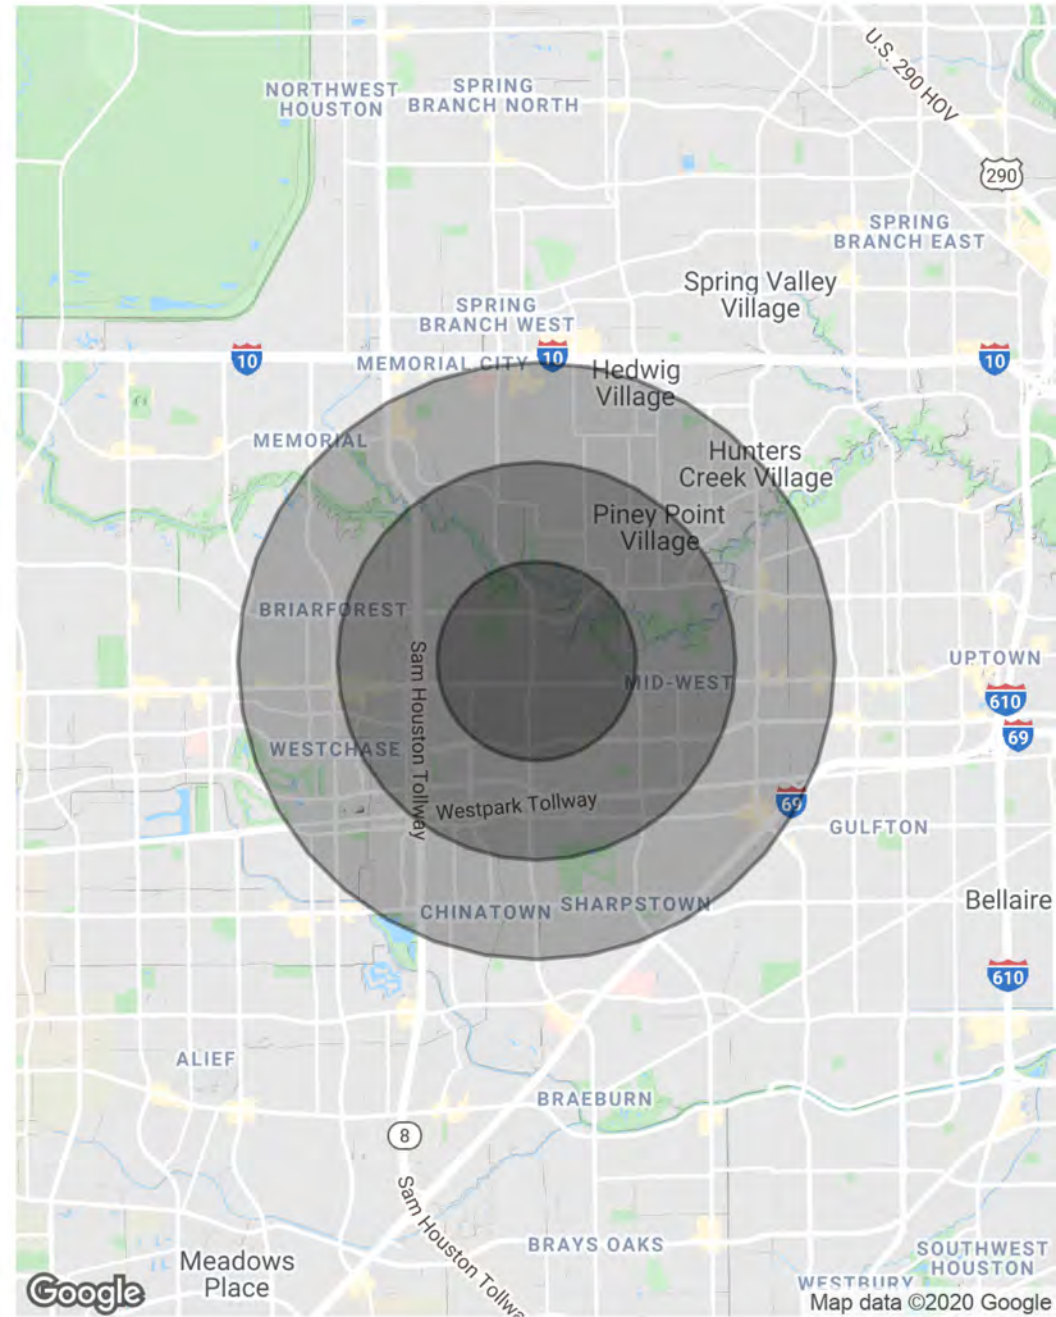 U.S. 290 HOV
NORTHWEST
HOUSTON
SPRING
BRANCH NORTH
290
SPRING
BRANCH EAST
Spring Valley
Village
SPRING
BRANCH WEST
10
MEMORIAL CITY
10
10
Hedwig
Village
MEMORIAL
Hunters
Creek Village
Piney Point
Village
BRIARFOREST
Sam Houston Tollway
UPTOWN
MID-WEST
610
69
WESTCHASE
Westpark Tollway
69
GULFTON
Bellaire
CHINATOWN
SHARPSTOWN
610
ALIEF
BRAEBURN
8
Sam Houston Tollwa
BRAYS OAKS
SOUTHWEST
HOUSTON
Meadows
Place
WESTBURY
Google
Map data ©2020 Google